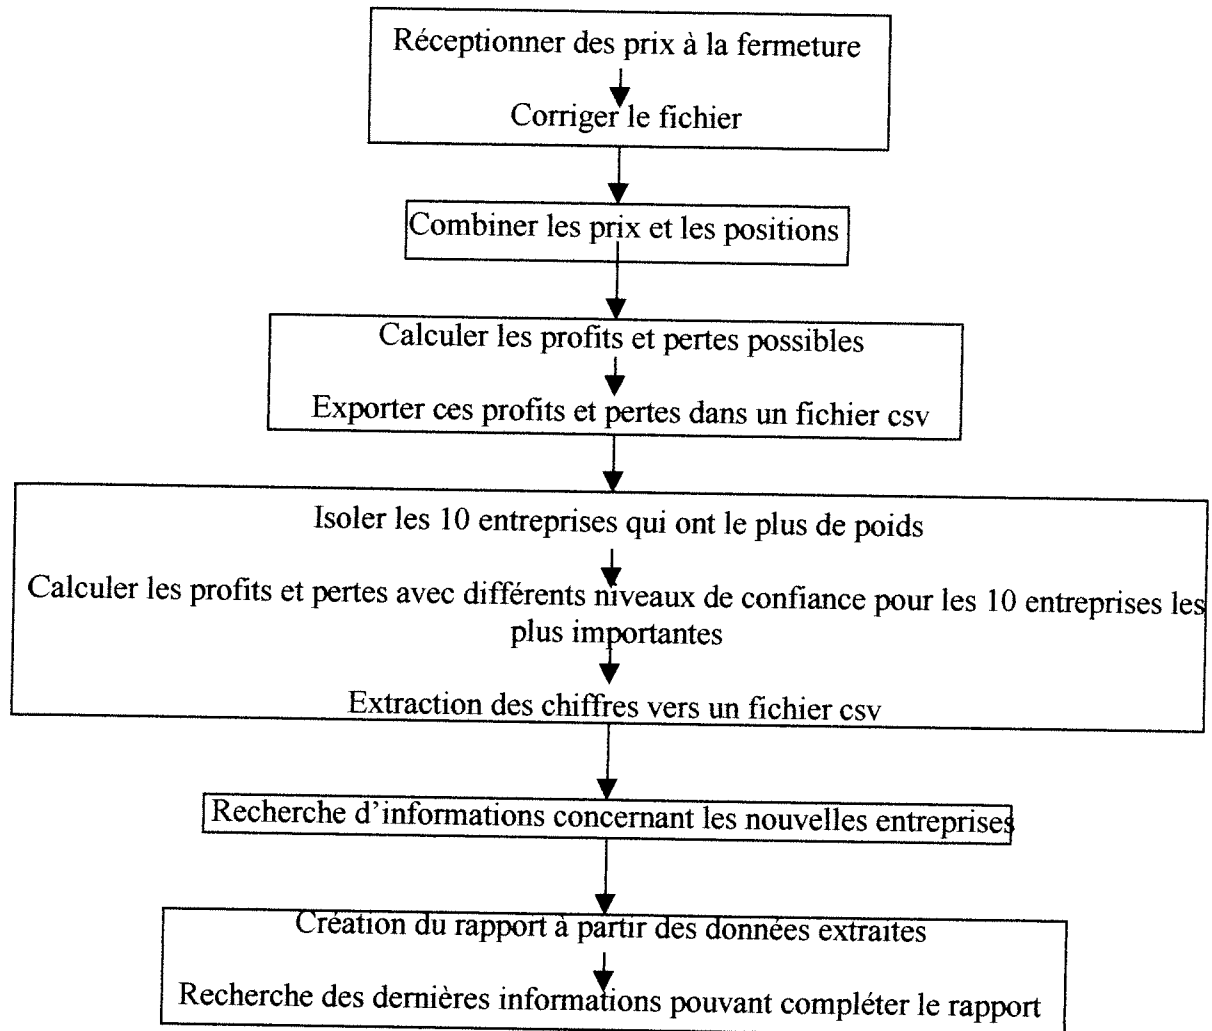 Réceptionner des prix à la fermeture
Corriger le fichier
Combiner les prix et les positions
Calculer les profits et pertes possibles
Exporter ces profits et pertes dans un fichier csv
Isoler les 10 entreprises qui ont le plus de poids
Calculer les profits et pertes avec différents niveaux de confiance pour les 10 entreprises les
plus importantes
Extraction des chiffres vers un fichier csv
Recherche d'informations concernant les nouvelles entreprises
Création du rapport à partir des données extraites
Recherche des dernières informations pouvant compléter le rapport